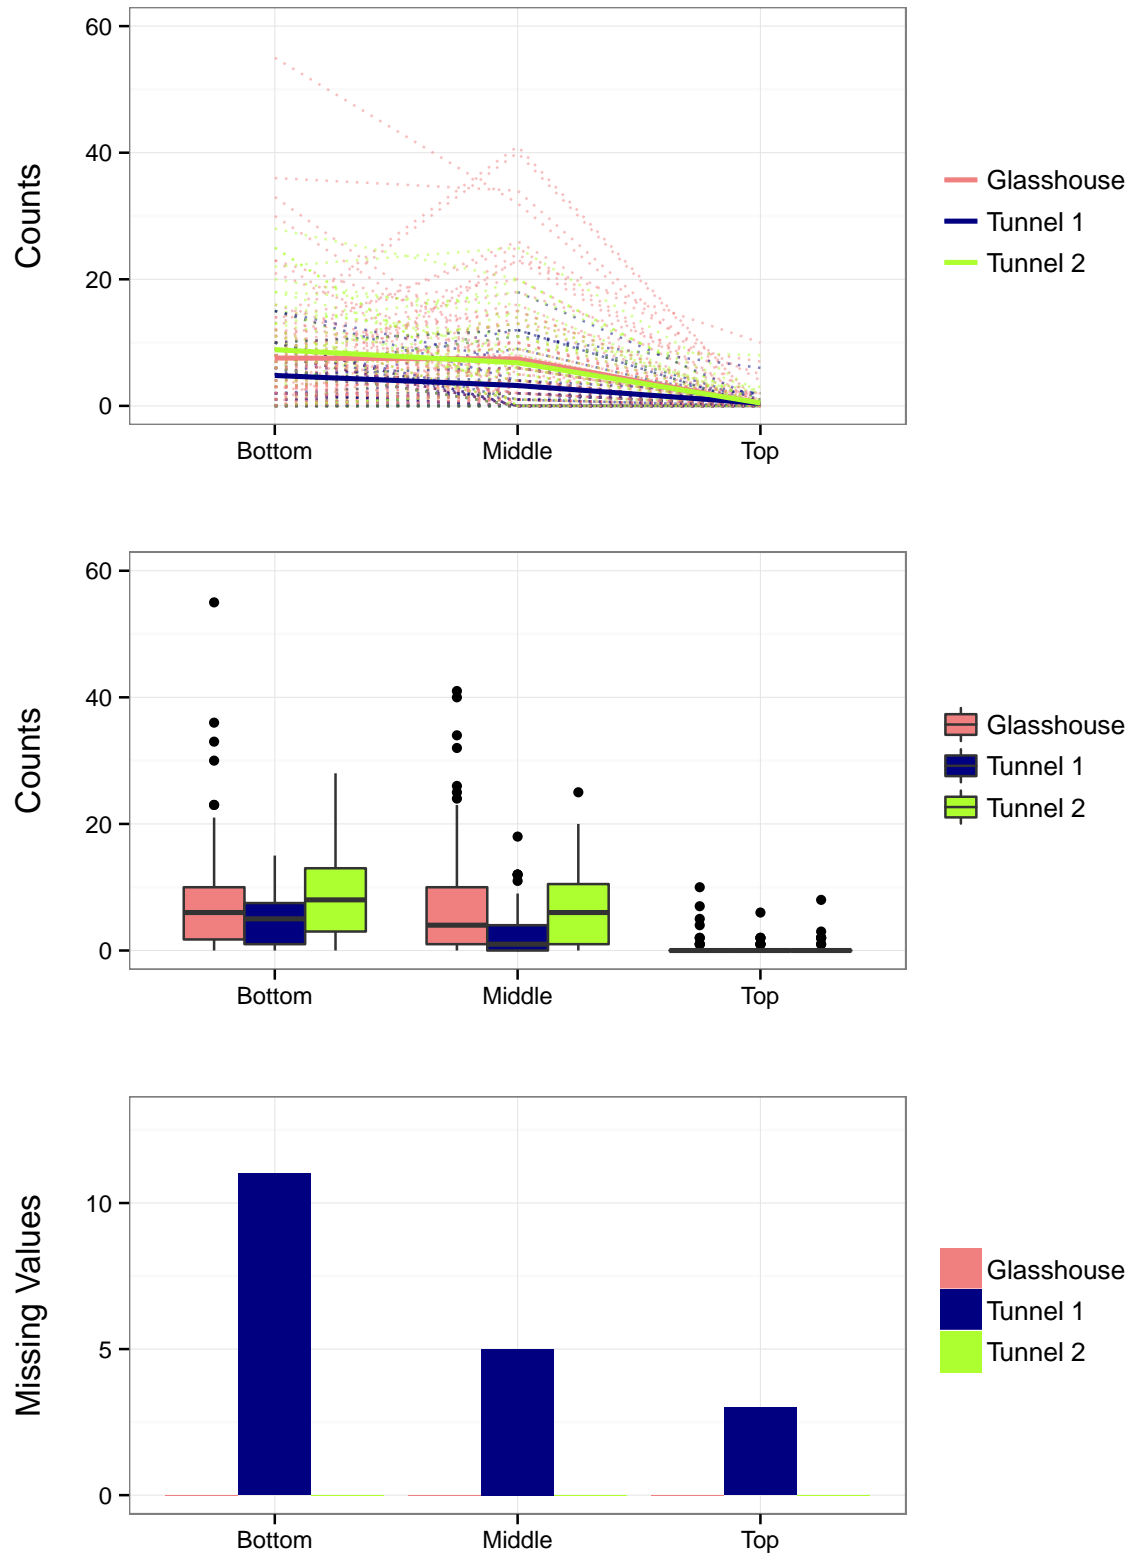 60
40
20
0
Counts
Bottom Middle Top
Glasshouse
Tunnel 1
Tunnel 2
60
40
20
0
Counts
Bottom Middle Top
Glasshouse
Tunnel 1
Tunnel 2
10
5
0
Missing Values
Bottom Middle Top
Glasshouse
Tunnel 1
Tunnel 2